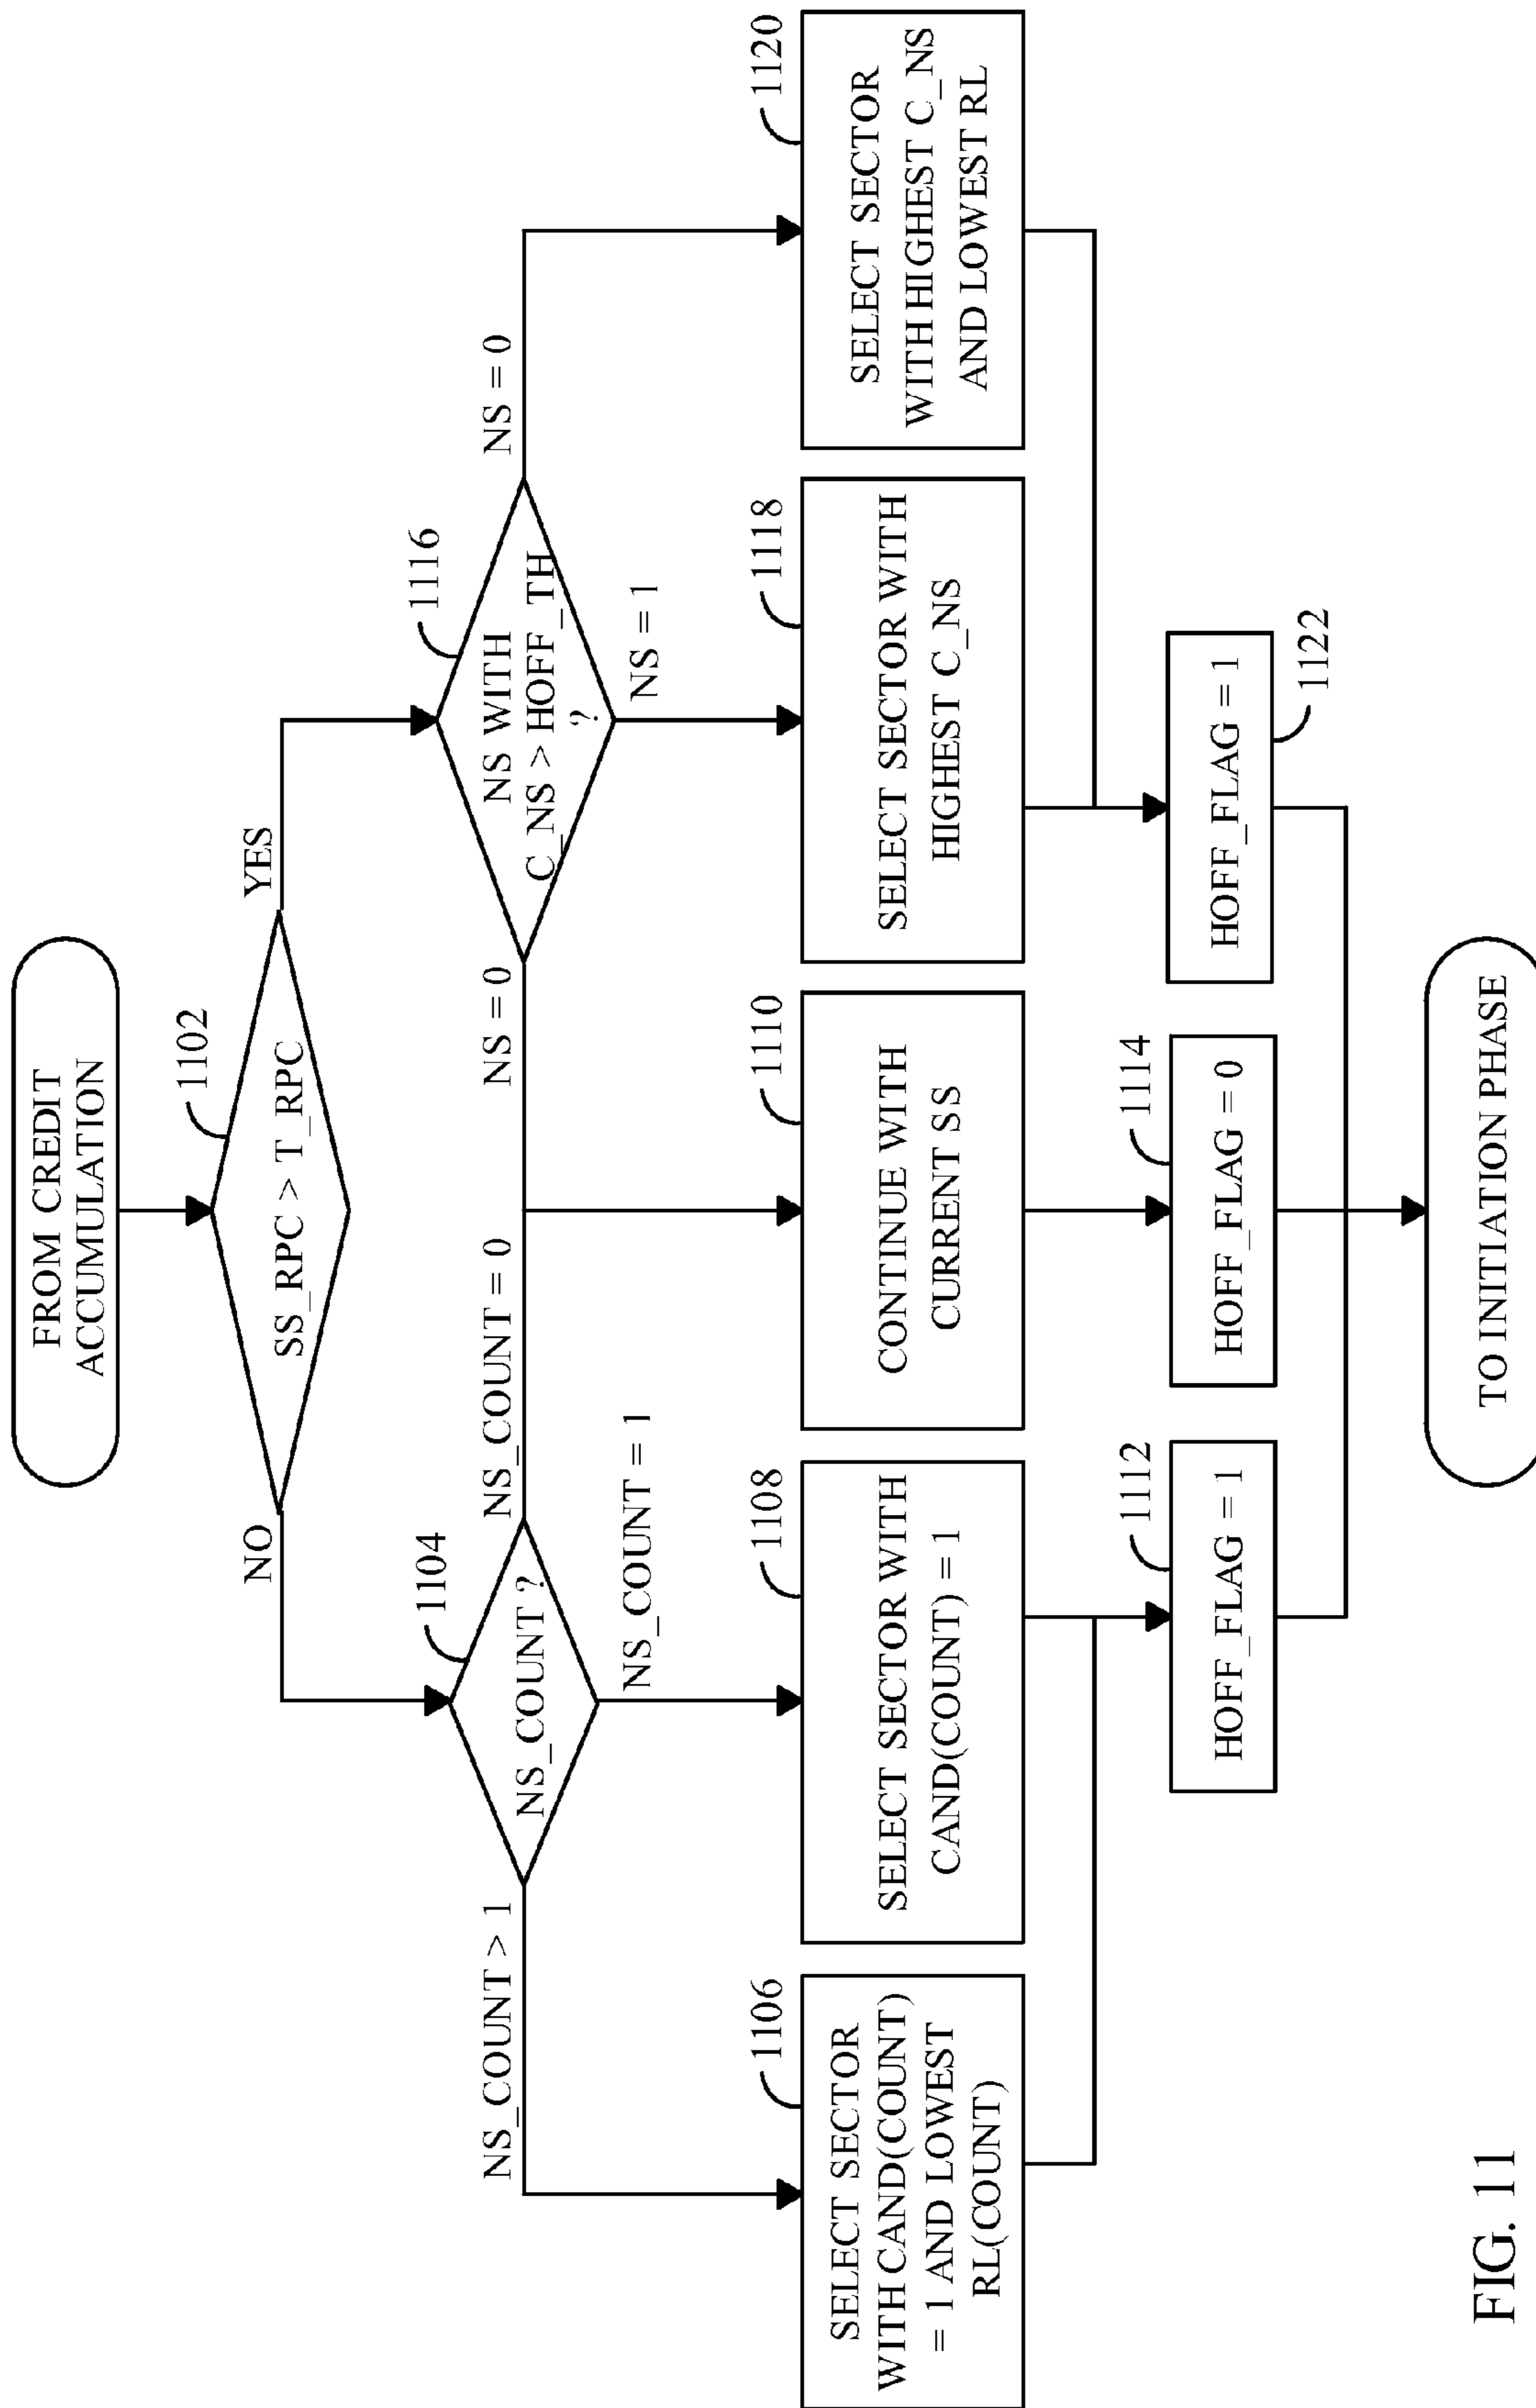 FROM CREDIT
ACCUMULATION
1102
SS_RPC > T_RPC
NO
YES
1104
NS_COUNT ?
NS_COUNT > 1
NS_COUNT = 1
NS_COUNT = 0
1116
NS WITH
C_NS > HOFF_TH
?
NS = 0
NS = 1
NS = 0
1106
SELECT SECTOR
WITH CAND(COUNT)
= 1 AND LOWEST
RL(COUNT)
1108
SELECT SECTOR WITH
CAND(COUNT) = 1
1110
CONTINUE WITH
CURRENT SS
1118
SELECT SECTOR WITH
HIGHEST C_NS
1120
SELECT SECTOR
WITH HIGHEST C_NS
AND LOWEST RL
1112
HOFF_FLAG = 1
1114
HOFF_FLAG = 0
HOFF_FLAG = 1
1122
TO INITIATION PHASE
FIG. 11